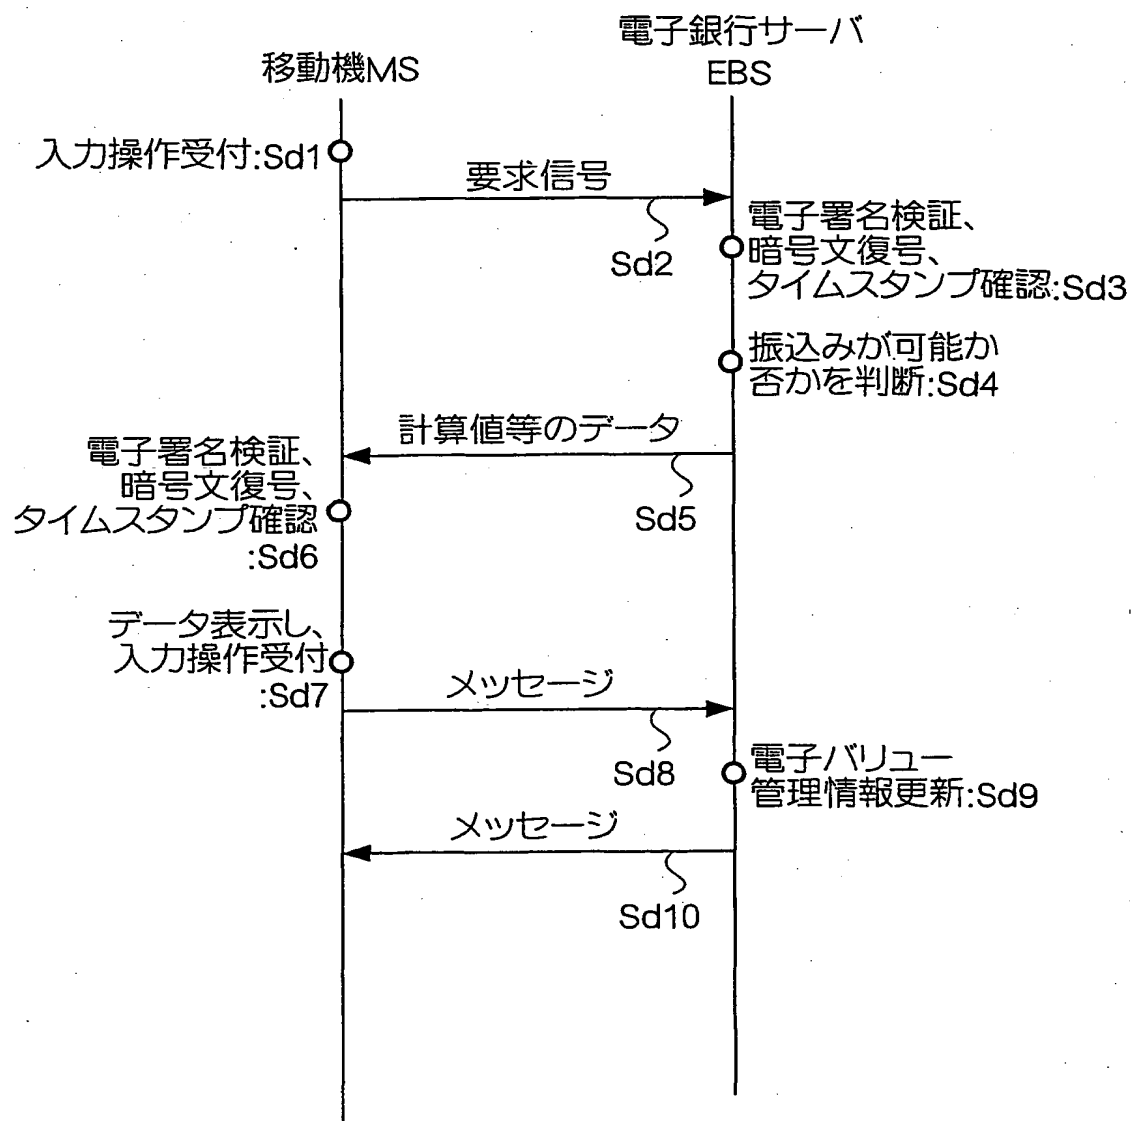 電子銀行サーバ
EBS
移動機MS
入力操作受付:Sd1
要求信号
Sd2
電子署名検証、
暗号文復号、
タイムスタンプ確認:Sd3
振込みが可能か
否かを判断:Sd4
計算値等のデータ
Sd5
電子署名検証、
暗号文復号、
タイムスタンプ確認
:Sd6
データ表示し、
入力操作受付
:Sd7
メッセージ
Sd8
電子バリュー
管理情報更新:Sd9
メッセージ
Sd10